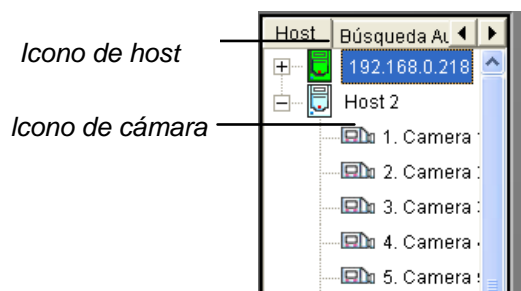 Host Búsqueda Au
Icono de host
192.168.0.218
Host 2
Icono de cámara
1. Camera
2. Camera
3. Camera
4. Camera
5. Camera